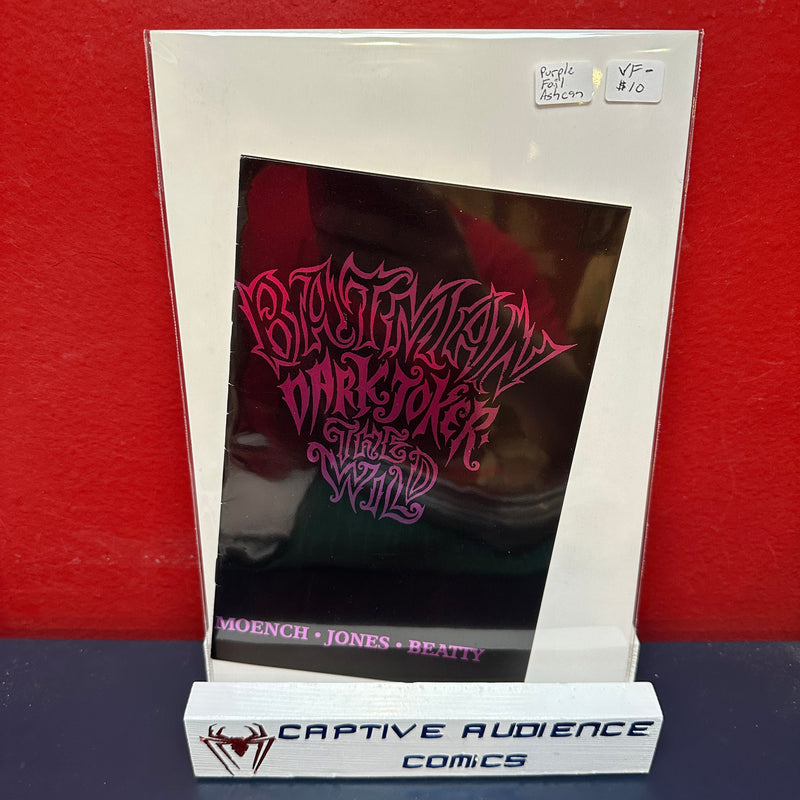 Purple
Foil
Ashcan
VF-
$10
BATMAN
DARK JOKER
THE
WILD
MOENCH • JONES • BEATTY
CAPTIVE AUDIENCE
COMICS